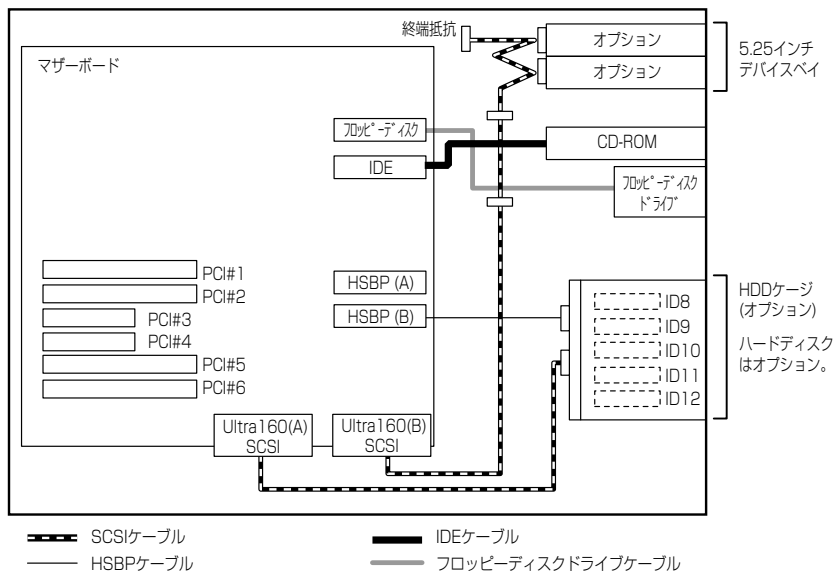 終端抵抗
オプション
オプション
5.25インチ
デバイスベイ
マザーボード
ﾌﾛｯﾋﾟｰﾃﾞｨｽｸ
IDE
CD-ROM
ﾌﾛｯﾋﾟｰﾃﾞｨｽｸ
ﾄﾞﾗｲﾌﾞ
PCI#1
PCI#2
PCI#3
PCI#4
PCI#5
PCI#6
HSBP (A)
HSBP (B)
ID8
ID9
ID10
ID11
ID12
HDDケージ
(オプション)
ハードディスク
はオプション。
Ultra160(A)
SCSI
Ultra160(B)
SCSI
SCSIケーブル
IDEケーブル
HSBPケーブル
フロッピーディスクドライブケーブル